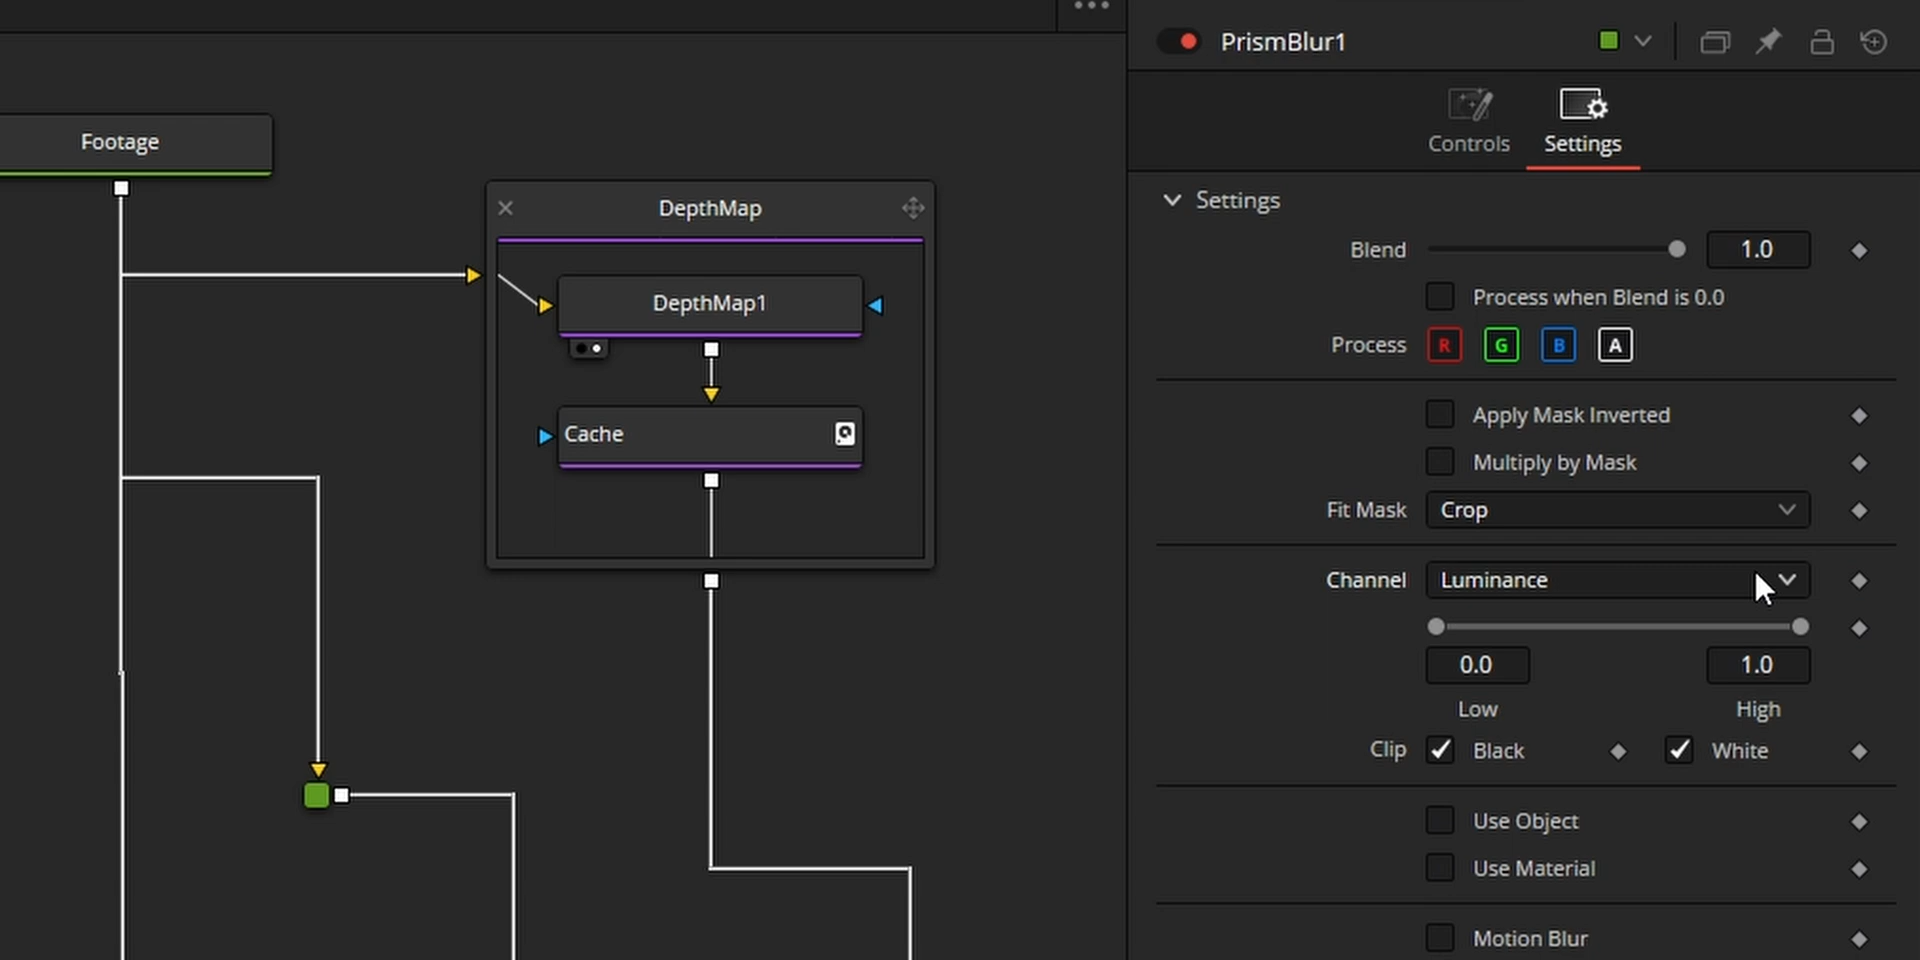 PrismBlur1
Controls
Settings
Footage
DepthMap
DepthMap1
Cache
Settings
Blend 1.0
Process when Blend is 0.0
Process R G B A
Apply Mask Inverted
Multiply by Mask
Fit Mask Crop
Channel Luminance
0.0 1.0
Low High
Clip Black White
Use Object
Use Material
Motion Blur